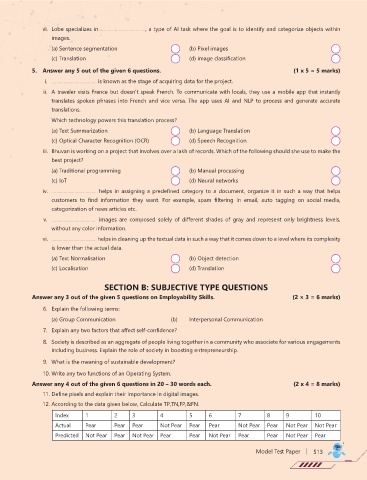 vi. Lobe specializes in ........................, a type of AI task where the goal is to identify and categorize objects within
images.
(a) Sentence segmentation (b) Pixel images
(c) Translation (d) Image classification
5. Answer any 5 out of the given 6 questions. (1 x 5 = 5 marks)
i. ........................ is known as the stage of acquiring data for the project.
ii. A traveler visits France but doesn't speak French. To communicate with locals, they use a mobile app that instantly
translates spoken phrases into French and vice versa. The app uses AI and NLP to process and generate accurate
translations.
Which technology powers this translation process?
(a) Text Summarization (b) Language Translation
(c) Optical Character Recognition (OCR) (d) Speech Recognition
iii. Bhuvan is working on a project that involves over a lakh of records. Which of the following should she use to make the
best project?
(a) Traditional programming (b) Manual processing
(c) IoT (d) Neural networks
iv. ........................ helps in assigning a predefined category to a document, organize it in such a way that helps
customers to find information they want. For example, spam filtering in email, auto tagging on social media,
categorization of news articles etc.
v. ........................ images are composed solely of different shades of gray and represent only brightness levels,
without any color information.
vi. ........................ helps in cleaning up the textual data in such a way that it comes down to a level where its complexity
is lower than the actual data.
(a) Text Normalisation (b) Object detection
(c) Localisation (d) Translation
SECTION B: SUBJECTIVE TYPE QUESTIONS
Answer any 3 out of the given 5 questions on Employability Skills. (2 × 3 = 6 marks)
6. Explain the following terms:
(a) Group Communication (b) Interpersonal Communication
7. Explain any two factors that affect self-confidence?
8. Society is described as an aggregate of people living together in a community who associate for various engagements
including business. Explain the role of society in boosting entrepreneurship.
9. What is the meaning of sustainable development?
10. Write any two functions of an Operating System.
Answer any 4 out of the given 6 questions in 20 – 30 words each. (2 x 4 = 8 marks)
11. Define pixels and explain their importance in digital images.
12. According to the data given below, Calculate TP,TN,FP,&FN.
Index 1 2 3 4 5 6 7 8 9 10
Actual Pear Pear Pear Not Pear Pear Pear Not Pear Pear Not Pear Not Pear
Predicted Not Pear Pear Not Pear Pear Pear Not Pear Pear Pear Not Pear Pear
Model Test Paper | 513